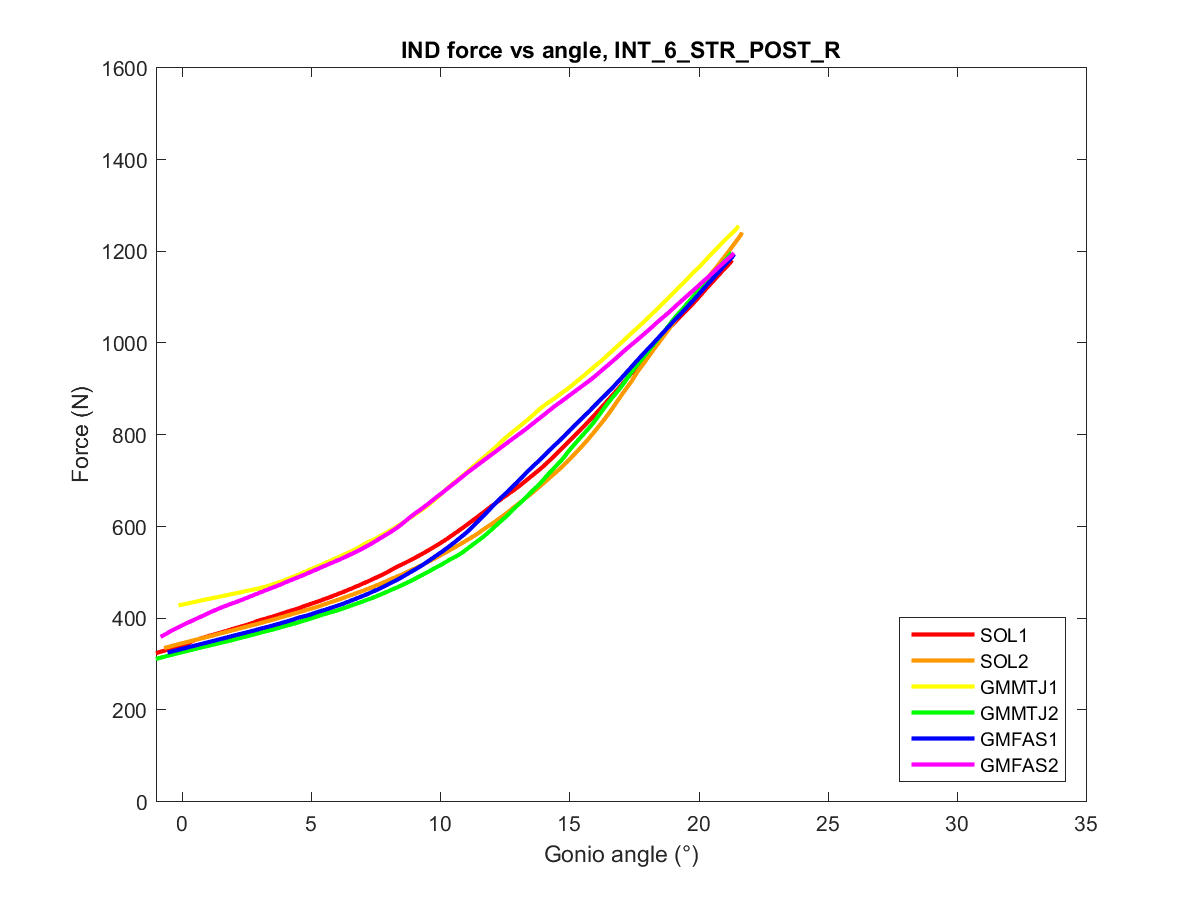 IND force vs angle, INT_6_STR_POST_R
1600
1400
1200
1000
800
600
400
200
0
Force (N)
0 5 10 15 20 25 30 35
Gonio angle (°)
SOL1
SOL2
GMMTJ1
GMMTJ2
GMFAS1
GMFAS2